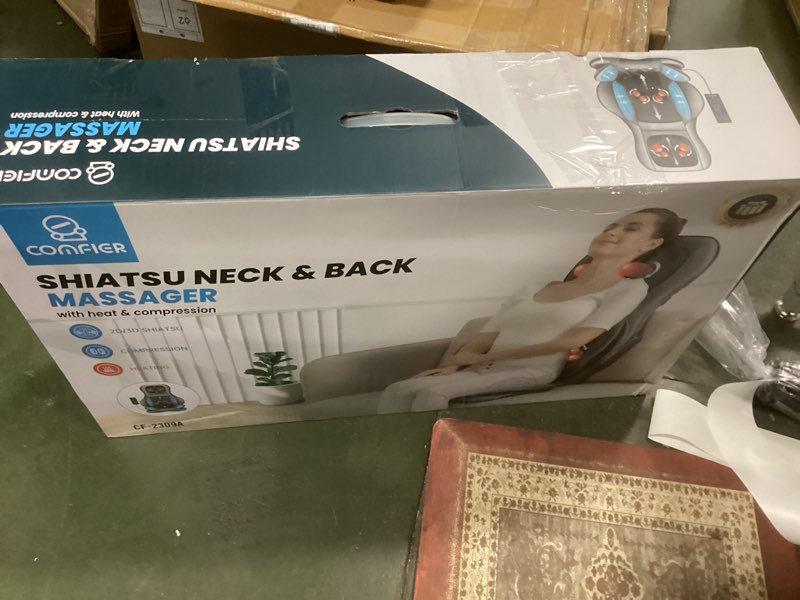 SHIATSU NECK & BACK
MASSAGER
With heat & compression
COMFIER
COMFIER
SHIATSU NECK & BACK
MASSAGER
with heat & compression
2D/3D SHIATSU
COMPRESSION
HEATING
CF-2309A